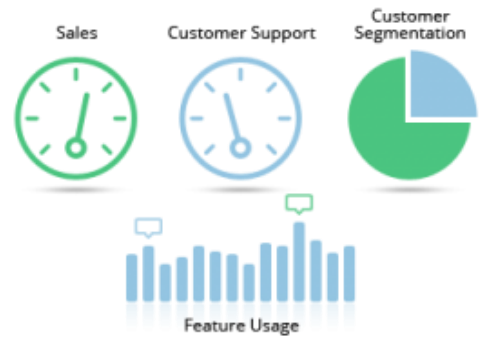 Sales
Customer Support
Customer
Segmentation
Feature Usage